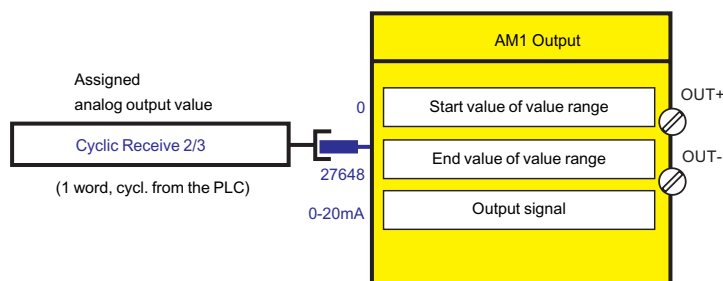 AM1 Output
Assigned
analog output value
Cyclic Receive 2/3
(1 word, cycl. from the PLC)
0
Start value of value range
OUT+
27648
End value of value range
OUT-
0-20mA
Output signal